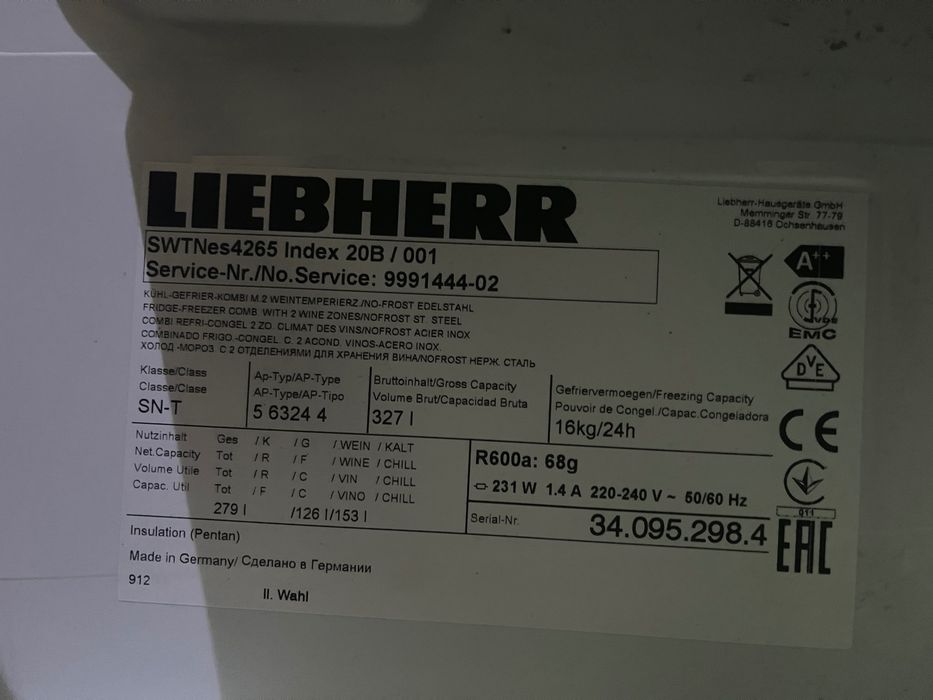 LIEBHERR
Liebherr-Hausgeräte GmbH
Memminger Str. 77-79
D-88416 Ochsenhausen
SWTNes4265 Index 20B / 001
Service-Nr./No.Service: 9991444-02
A++
KÜHL-GEFRIER-KOMBI M.2 WEINTEMPERIERZ./NO-FROST EDELSTAHL
FRIDGE-FREEZER COMB. WITH 2 WINE ZONES/NOFROST ST. STEEL
COMBI REFRI-CONGEL 2 ZO. CLIMAT DES VINS/NOFROST ACIER INOX
COMBINADO FRIGO.-CONGEL. C. 2 ACOND. VINOS-ACERO INOX.
ХОЛОД.-МОРОЗ. С 2 ОТДЕЛЕНИЯМИ ДЛЯ ХРАНЕНИЯ ВИНА/NOFROST НЕРЖ. СТАЛЬ
VDE
EMC
DVE
Klasse/Class
Classe/Clase
SN-T
Ap-Typ/AP-Type
AP-Type/AP-Tipo
5 6324 4
Bruttoinhalt/Gross Capacity
Volume Brut/Capacidad Bruta
327 l
Gefriervermoegen/Freezing Capacity
Pouvoir de Congel./Capac.Congeladora
16kg/24h
CE
Nutzinhalt Ges / K / G / WEIN / KALT
Net.Capacity Tot / R / F / WINE / CHILL
Volume Utile Tot / R / C / VIN / CHILL
Capac. Util Tot / F / C / VINO / CHILL
279 l /126 l/153 l
R600a: 68g
231 W 1.4 A 220-240 V ~ 50/60 Hz
011
Serial-Nr. 34.095.298.4
EAC
Insulation (Pentan)
Made in Germany/ Сделано в Германии
912
II. Wahl